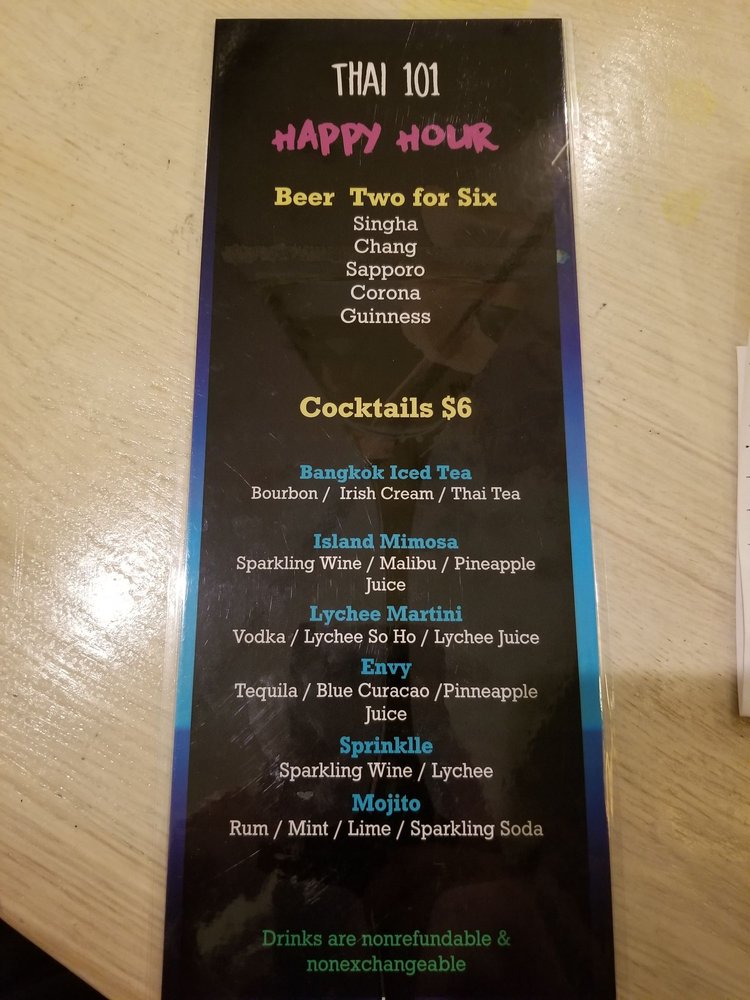 THAI 101
HAPPY HOUR
Beer Two for Six
Singha
Chang
Sapporo
Corona
Guinness
Cocktails $6
Bangkok Iced Tea
Bourbon / Irish Cream / Thai Tea
Island Mimosa
Sparkling Wine / Malibu / Pineapple
Juice
Lychee Martini
Vodka / Lychee So Ho / Lychee Juice
Envy
Tequila / Blue Curacao /Pinneapple
Juice
Sprinklle
Sparkling Wine / Lychee
Mojito
Rum / Mint / Lime / Sparkling Soda
Drinks are nonrefundable &
nonexchangeable